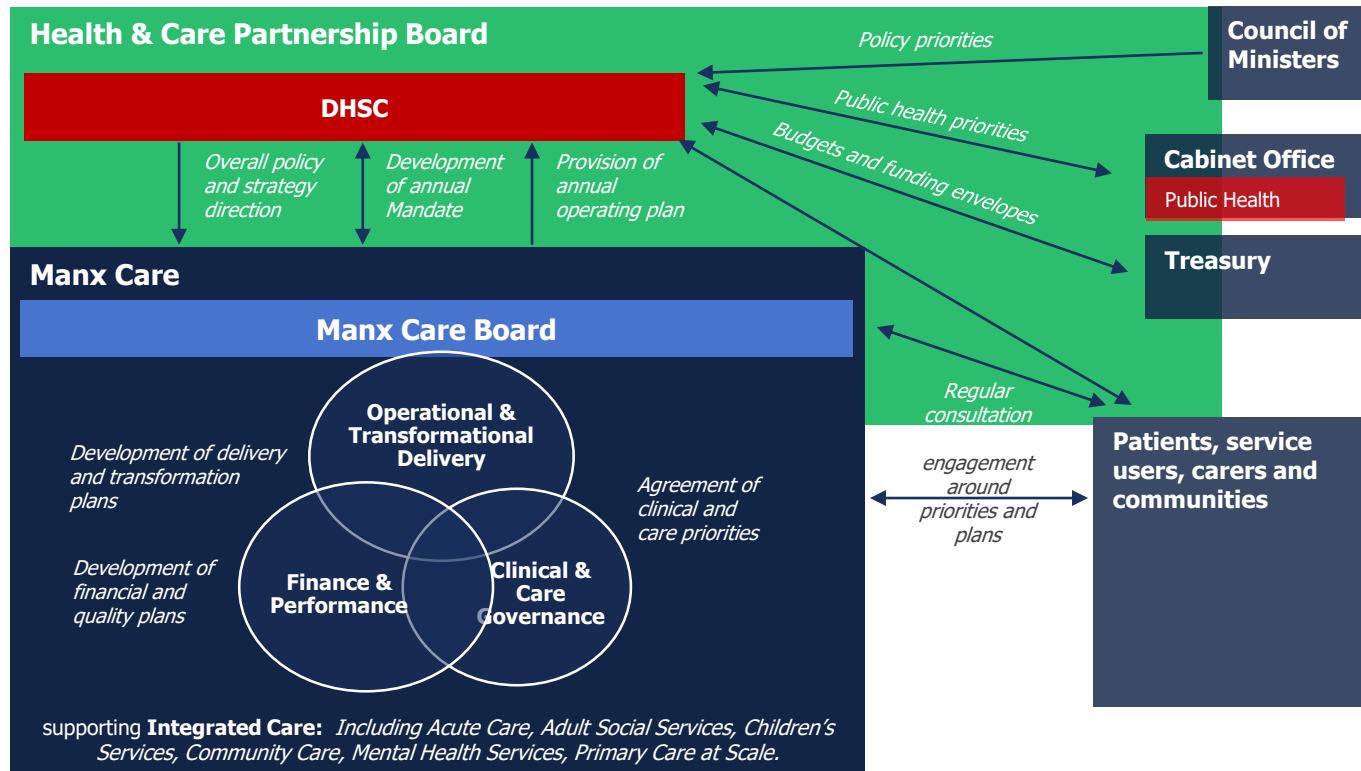 Health & Care Partnership Board
DHSC
Policy priorities
Council of
Ministers
Public health priorities
Budgets and funding envelopes
Cabinet Office
Public Health
Treasury
Overall policy
and strategy
direction
Development
of annual
Mandate
Provision of
annual
operating plan
Manx Care
Manx Care Board
Operational &
Transformational
Delivery
Development of delivery
and transformation
plans
Agreement of
clinical and
care priorities
Development of
financial and
quality plans
Finance &
Performance
Clinical &
Care
Governance
Regular
consultation
engagement
around
priorities and
plans
Patients, service
users, carers and
communities
supporting Integrated Care: Including Acute Care, Adult Social Services, Children’s
Services, Community Care, Mental Health Services, Primary Care at Scale.